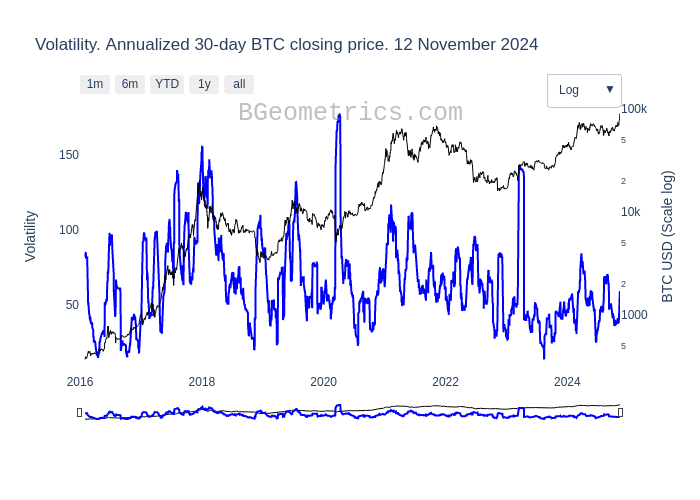 Volatility. Annualized 30-day BTC closing price. 12 November 2024
1m 6m YTD 1y all
Log ▼
BGeometrics.com
Volatility
150
100
50
100k
5
2
10k
5
2
1000
5
BTC USD (Scale log)
2016 2018 2020 2022 2024